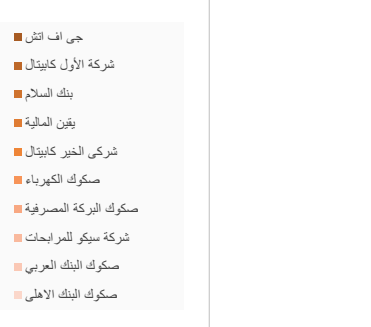 جى اف اتش
شركة الأول كابيتال
بنك السلام
يقين المالية
شركى الخير كابيتال
صكوك الكهرباء
صكوك البركة المصرفية
شركة سيكو للمرابحات
صكوك البنك العربي
صكوك البنك الاهلى